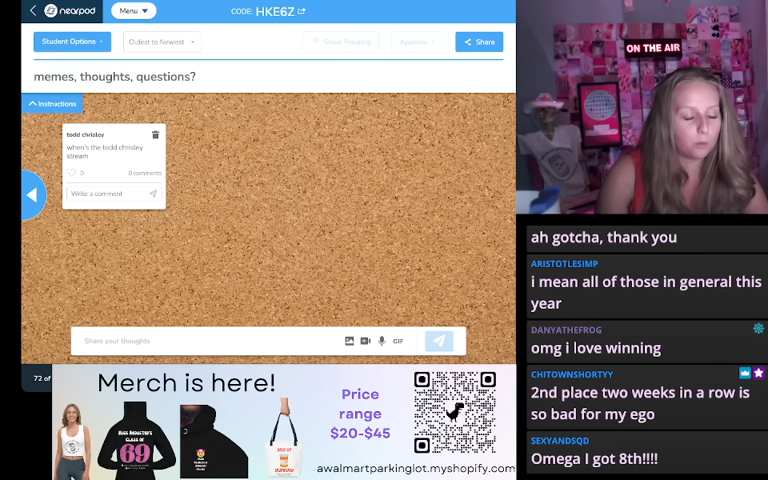 nearpod
Menu
CODE: HKE6Z
Student Options
Oldest to Newest
Show Pending
Approve
Share
memes, thoughts, questions?
Instructions
todd chrisley
when's the todd chrisley
stream
0
0 comments
Write a comment
Share your thoughts
GIF
72 of
Merch is here!
Price
range
$20-$45
69
awalmartparkinglot.myshopify.com
ON THE AIR
ah gotcha, thank you
ARISTOTLESIMP
i mean all of those in general this
year
DANYATHEFROG
omg i love winning
CHITOWNSHORTYY
2nd place two weeks in a row is
so bad for my ego
SEXYANDSQD
Omega I got 8th!!!!